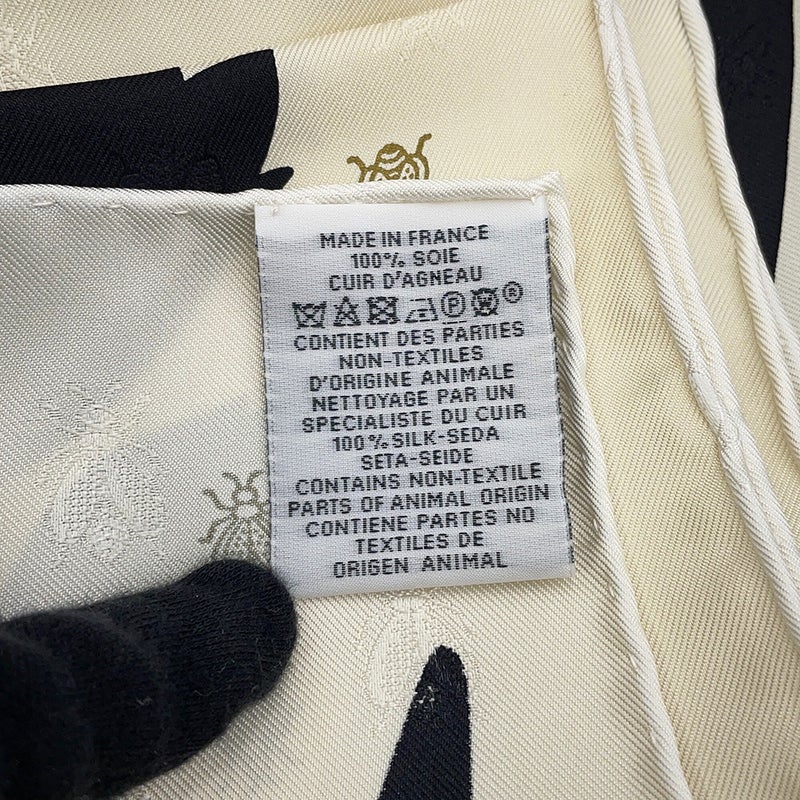 MADE IN FRANCE
100% SOIE
CUIR D'AGNEAU
P W ®
CONTIENT DES PARTIES
NON-TEXTILES
D'ORIGINE ANIMALE
NETTOYAGE PAR UN
SPECIALISTE DU CUIR
100% SILK-SEDA
SETA-SEIDE
CONTAINS NON-TEXTILE
PARTS OF ANIMAL ORIGIN
CONTIENE PARTES NO
TEXTILES DE
ORIGEN ANIMAL